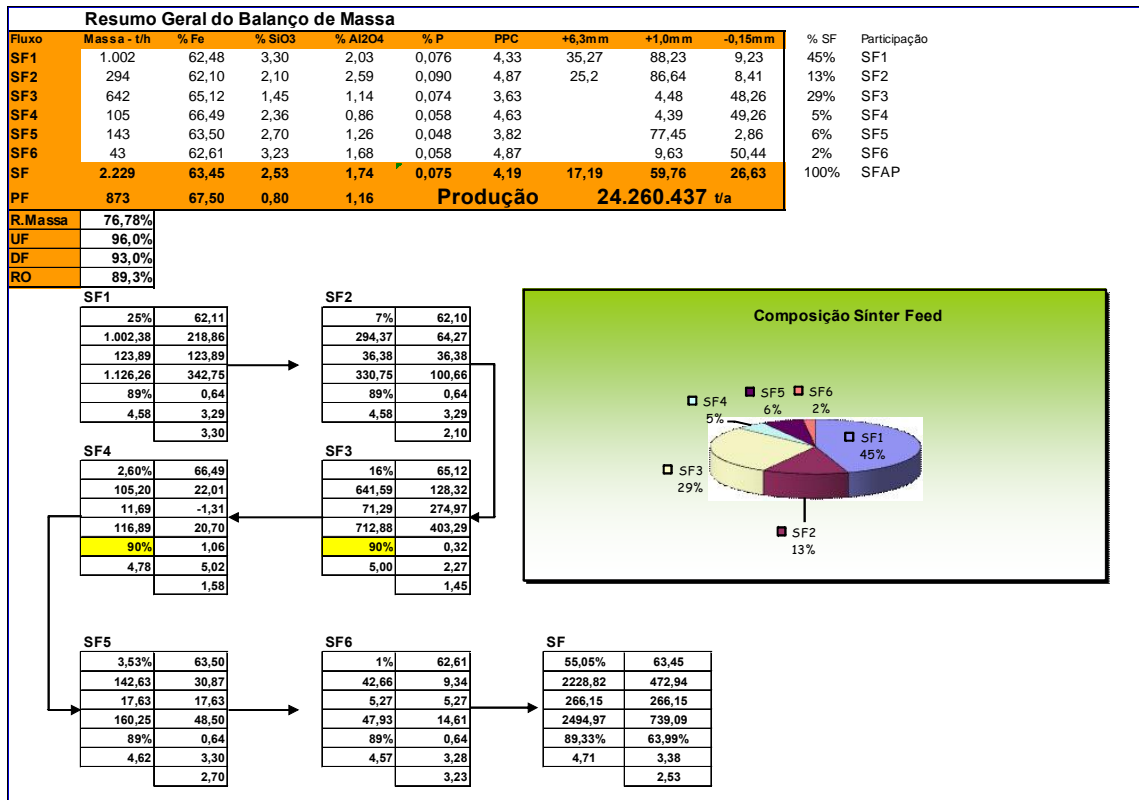 Resumo Geral do Balanço de Massa
Fluxo Massa - t/h % Fe % SiO3 % Al2O4 % P PPC +6,3mm +1,0mm -0,15mm % SF Participação
SF1 1.002 62,48 3,30 2,03 0,076 4,33 35,27 88,23 9,23 45% SF1
SF2 294 62,10 2,10 2,59 0,090 4,87 25,2 86,64 8,41 13% SF2
SF3 642 65,12 1,45 1,14 0,074 3,63 4,48 48,26 29% SF3
SF4 105 66,49 2,36 0,86 0,058 4,63 4,39 49,26 5% SF4
SF5 143 63,50 2,70 1,26 0,048 3,82 77,45 2,86 6% SF5
SF6 43 62,61 3,23 1,68 0,058 4,87 9,63 50,44 2% SF6
SF 2.229 63,45 2,53 1,74 0,075 4,19 17,19 59,76 26,63 100% SFAP
PF 873 67,50 0,80 1,16 Produção 24.260.437 t/a
R.Massa 76,78%
UF 96,0%
DF 93,0%
RO 89,3%
SF1
25% 62,11
1.002,38 218,86
123,89 123,89
1.126,26 342,75
89% 0,64
4,58 3,29
3,30
SF2
7% 62,10
294,37 64,27
36,38 36,38
330,75 100,66
89% 0,64
4,58 3,29
2,10
Composição Sínter Feed
SF4
5%
SF5
6%
SF6
2%
SF1
45%
SF3
29%
SF2
13%
SF4
2,60% 66,49
105,20 22,01
11,69 -1,31
116,89 20,70
90% 1,06
4,78 5,02
1,58
SF3
16% 65,12
641,59 128,32
71,29 274,97
712,88 403,29
90% 0,32
5,00 2,27
1,45
SF5
3,53% 63,50
142,63 30,87
17,63 17,63
160,25 48,50
89% 0,64
4,62 3,30
2,70
SF6
1% 62,61
42,66 9,34
5,27 5,27
47,93 14,61
89% 0,64
4,57 3,28
3,23
SF
55,05% 63,45
2228,82 472,94
266,15 266,15
2494,97 739,09
89,33% 63,99%
4,71 3,38
2,53